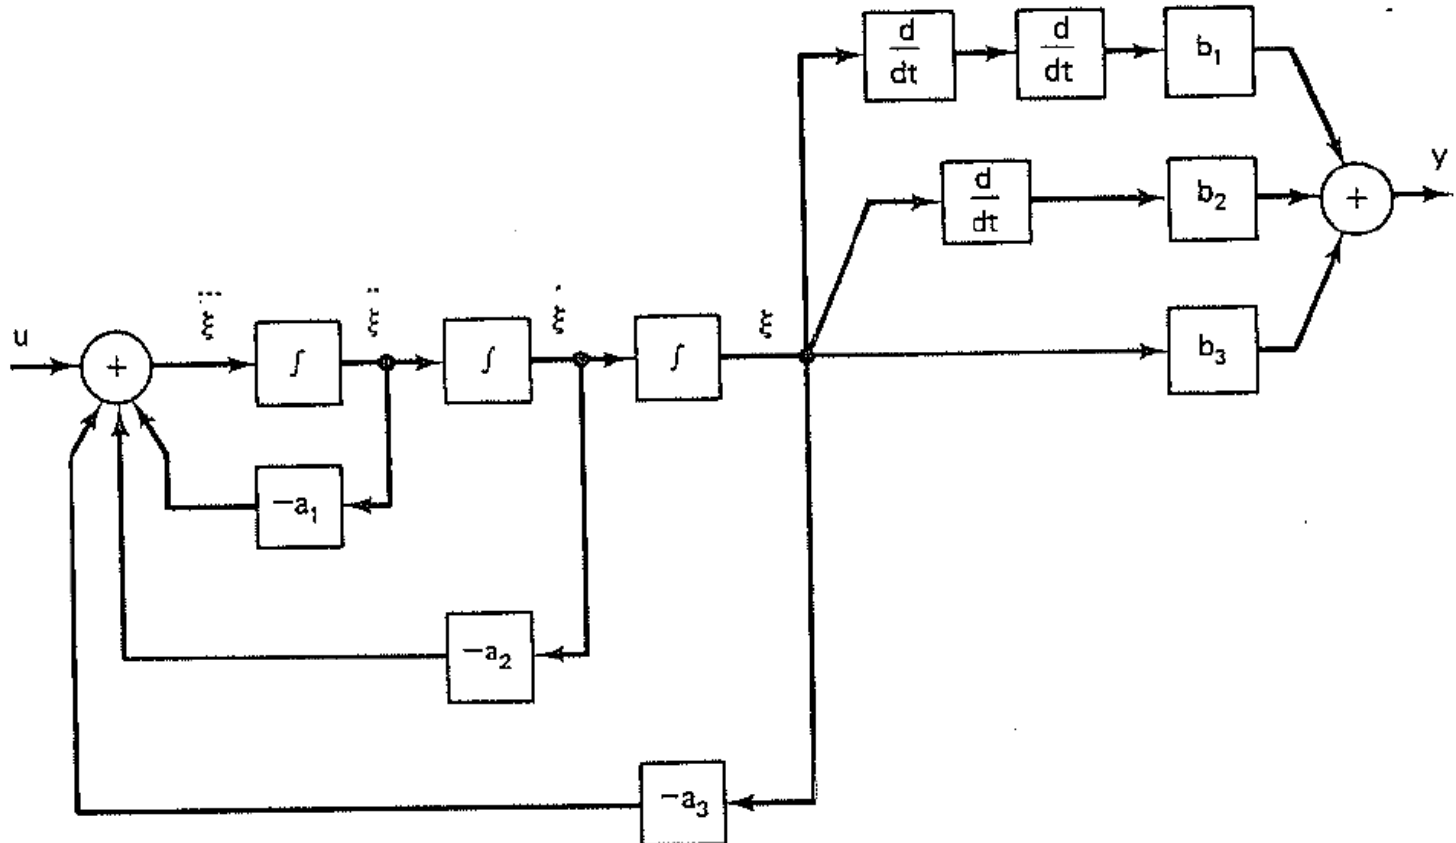 d/dt
d/dt
b₁
d/dt
b₂
y
+
u
ξ⃛
ξ̈
ξ̇
ξ
+
∫
∫
∫
b₃
−a₁
−a₂
−a₃